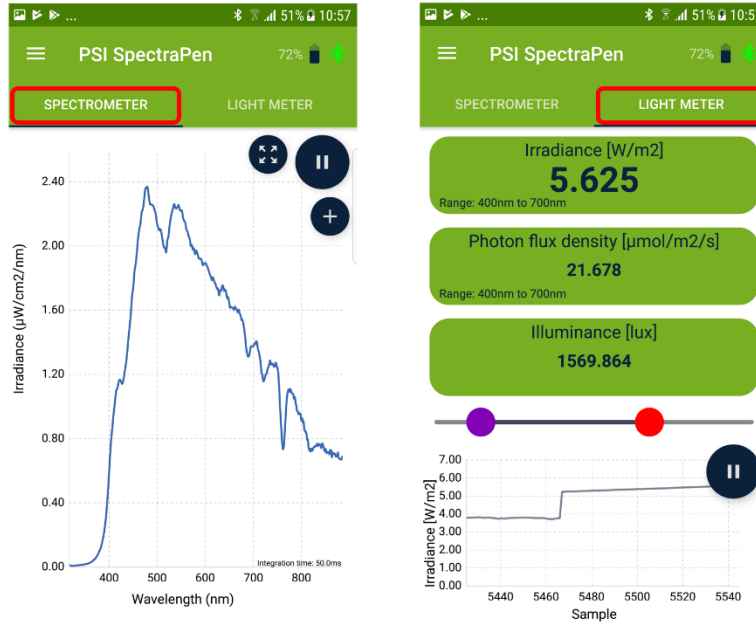 ... 51% 10:57
PSI SpectraPen 72%
SPECTROMETER LIGHT METER
2.40
2.00
1.60
1.20
0.80
0.40
0.00
Irradiance (µW/cm2/nm)
Integration time: 50.0ms
400 500 600 700 800
Wavelength (nm)
... 51% 10:5
PSI SpectraPen 72%
SPECTROMETER LIGHT METER
Irradiance [W/m2]
5.625
Range: 400nm to 700nm
Photon flux density [µmol/m2/s]
21.678
Range: 400nm to 700nm
Illuminance [lux]
1569.864
7.00
6.00
5.00
4.00
3.00
2.00
1.00
0.00
Irradiance [W/m2]
5440 5460 5480 5500 5520 5540
Sample